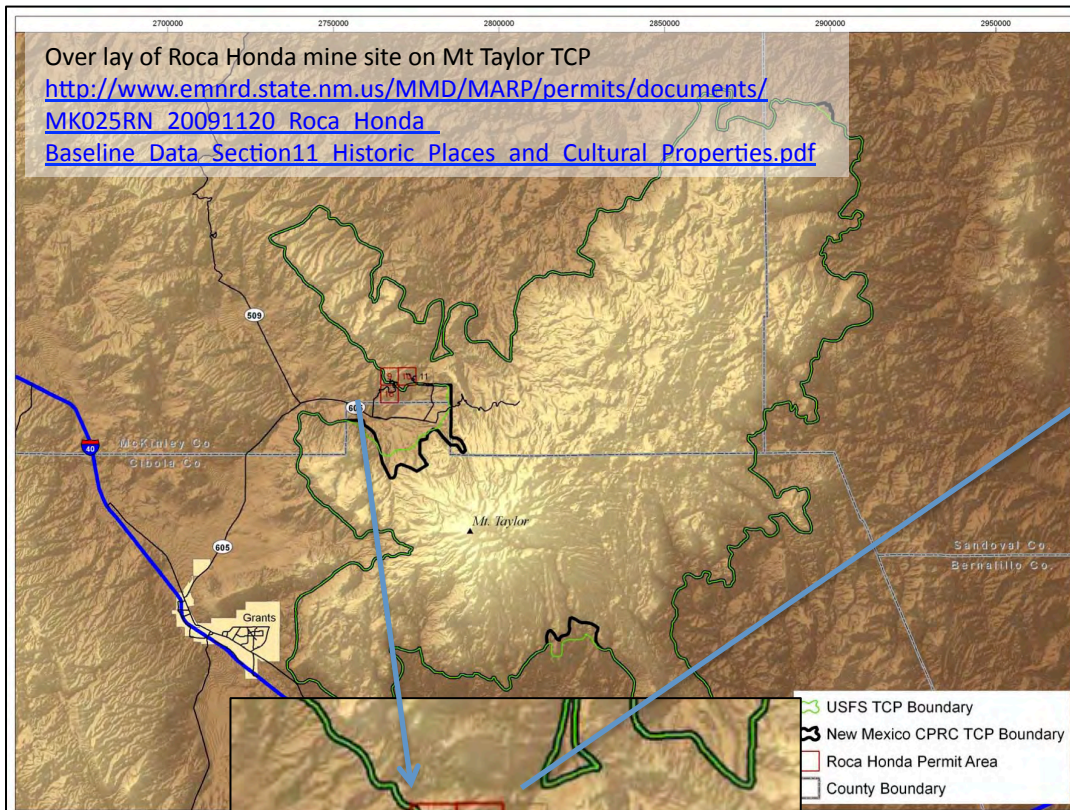 2700000 2750000 2800000 2850000 2900000 2950000
Over lay of Roca Honda mine site on Mt Taylor TCP
http://www.emnrd.state.nm.us/MMD/MARP/permits/documents/
MK025RN_20091120_Roca_Honda_
Baseline_Data_Section11_Historic_Places_and_Cultural_Properties.pdf
509
9 10 11
605
McKinley Co
Cibola Co
40
Mt. Taylor
605
Sandoval Co.
Bernalillo Co.
Grants
USFS TCP Boundary
New Mexico CPRC TCP Boundary
Roca Honda Permit Area
County Boundary